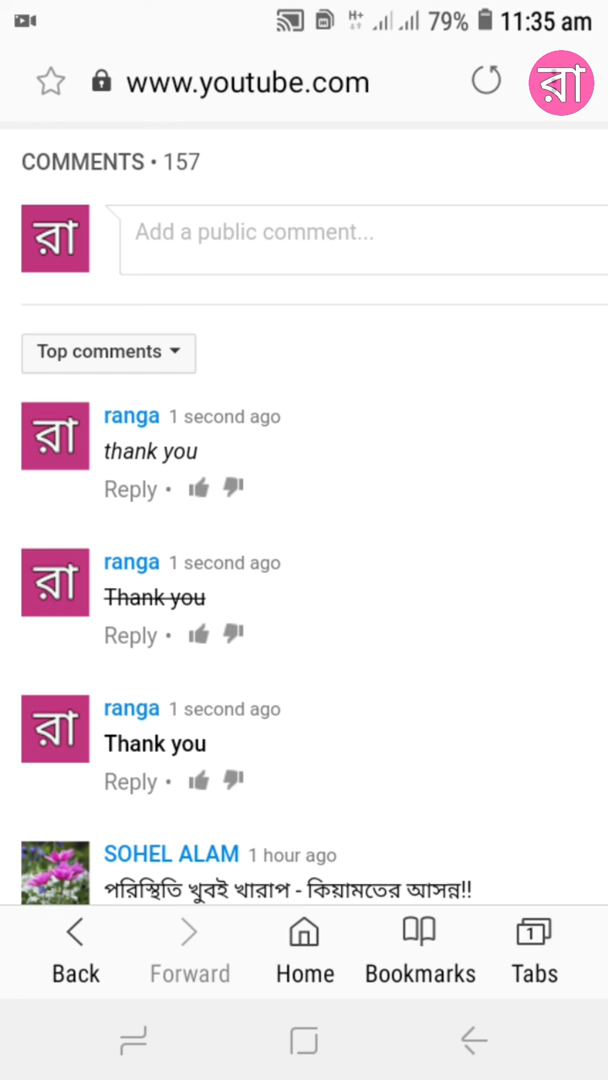 H+ 79% 11:35 am
www.youtube.com রা
COMMENTS • 157
রা Add a public comment...
Top comments
রা ranga 1 second ago
thank you
Reply •
রা ranga 1 second ago
Thank you
Reply •
রা ranga 1 second ago
Thank you
Reply •
SOHEL ALAM 1 hour ago
পরিস্থিতি খুবই খারাপ - কিয়ামতের আসন্ন!!
1
Back Forward Home Bookmarks Tabs